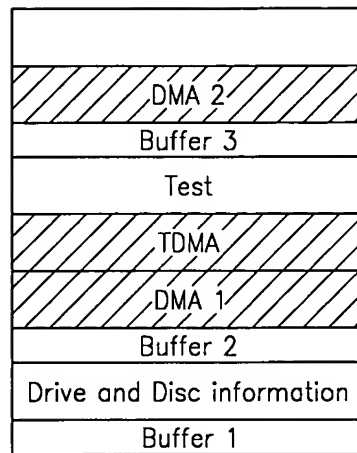 DMA 2
Buffer 3
Test
TDMA
DMA 1
Buffer 2
Drive and Disc information
Buffer 1